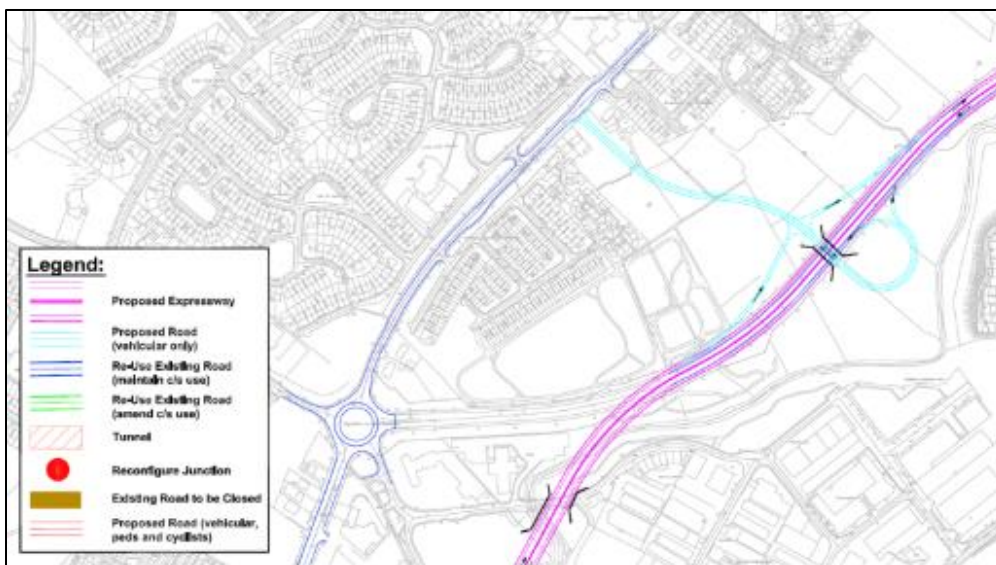 Legend:
Proposed Expressway
Proposed Road
(vehicular only)
Re-Use Existing Road
(maintain c/s use)
Re-Use Existing Road
(amend c/s use)
Tunnel
Reconfigure Junction
Existing Road to be Closed
Proposed Road (vehicular,
peds and cyclists)